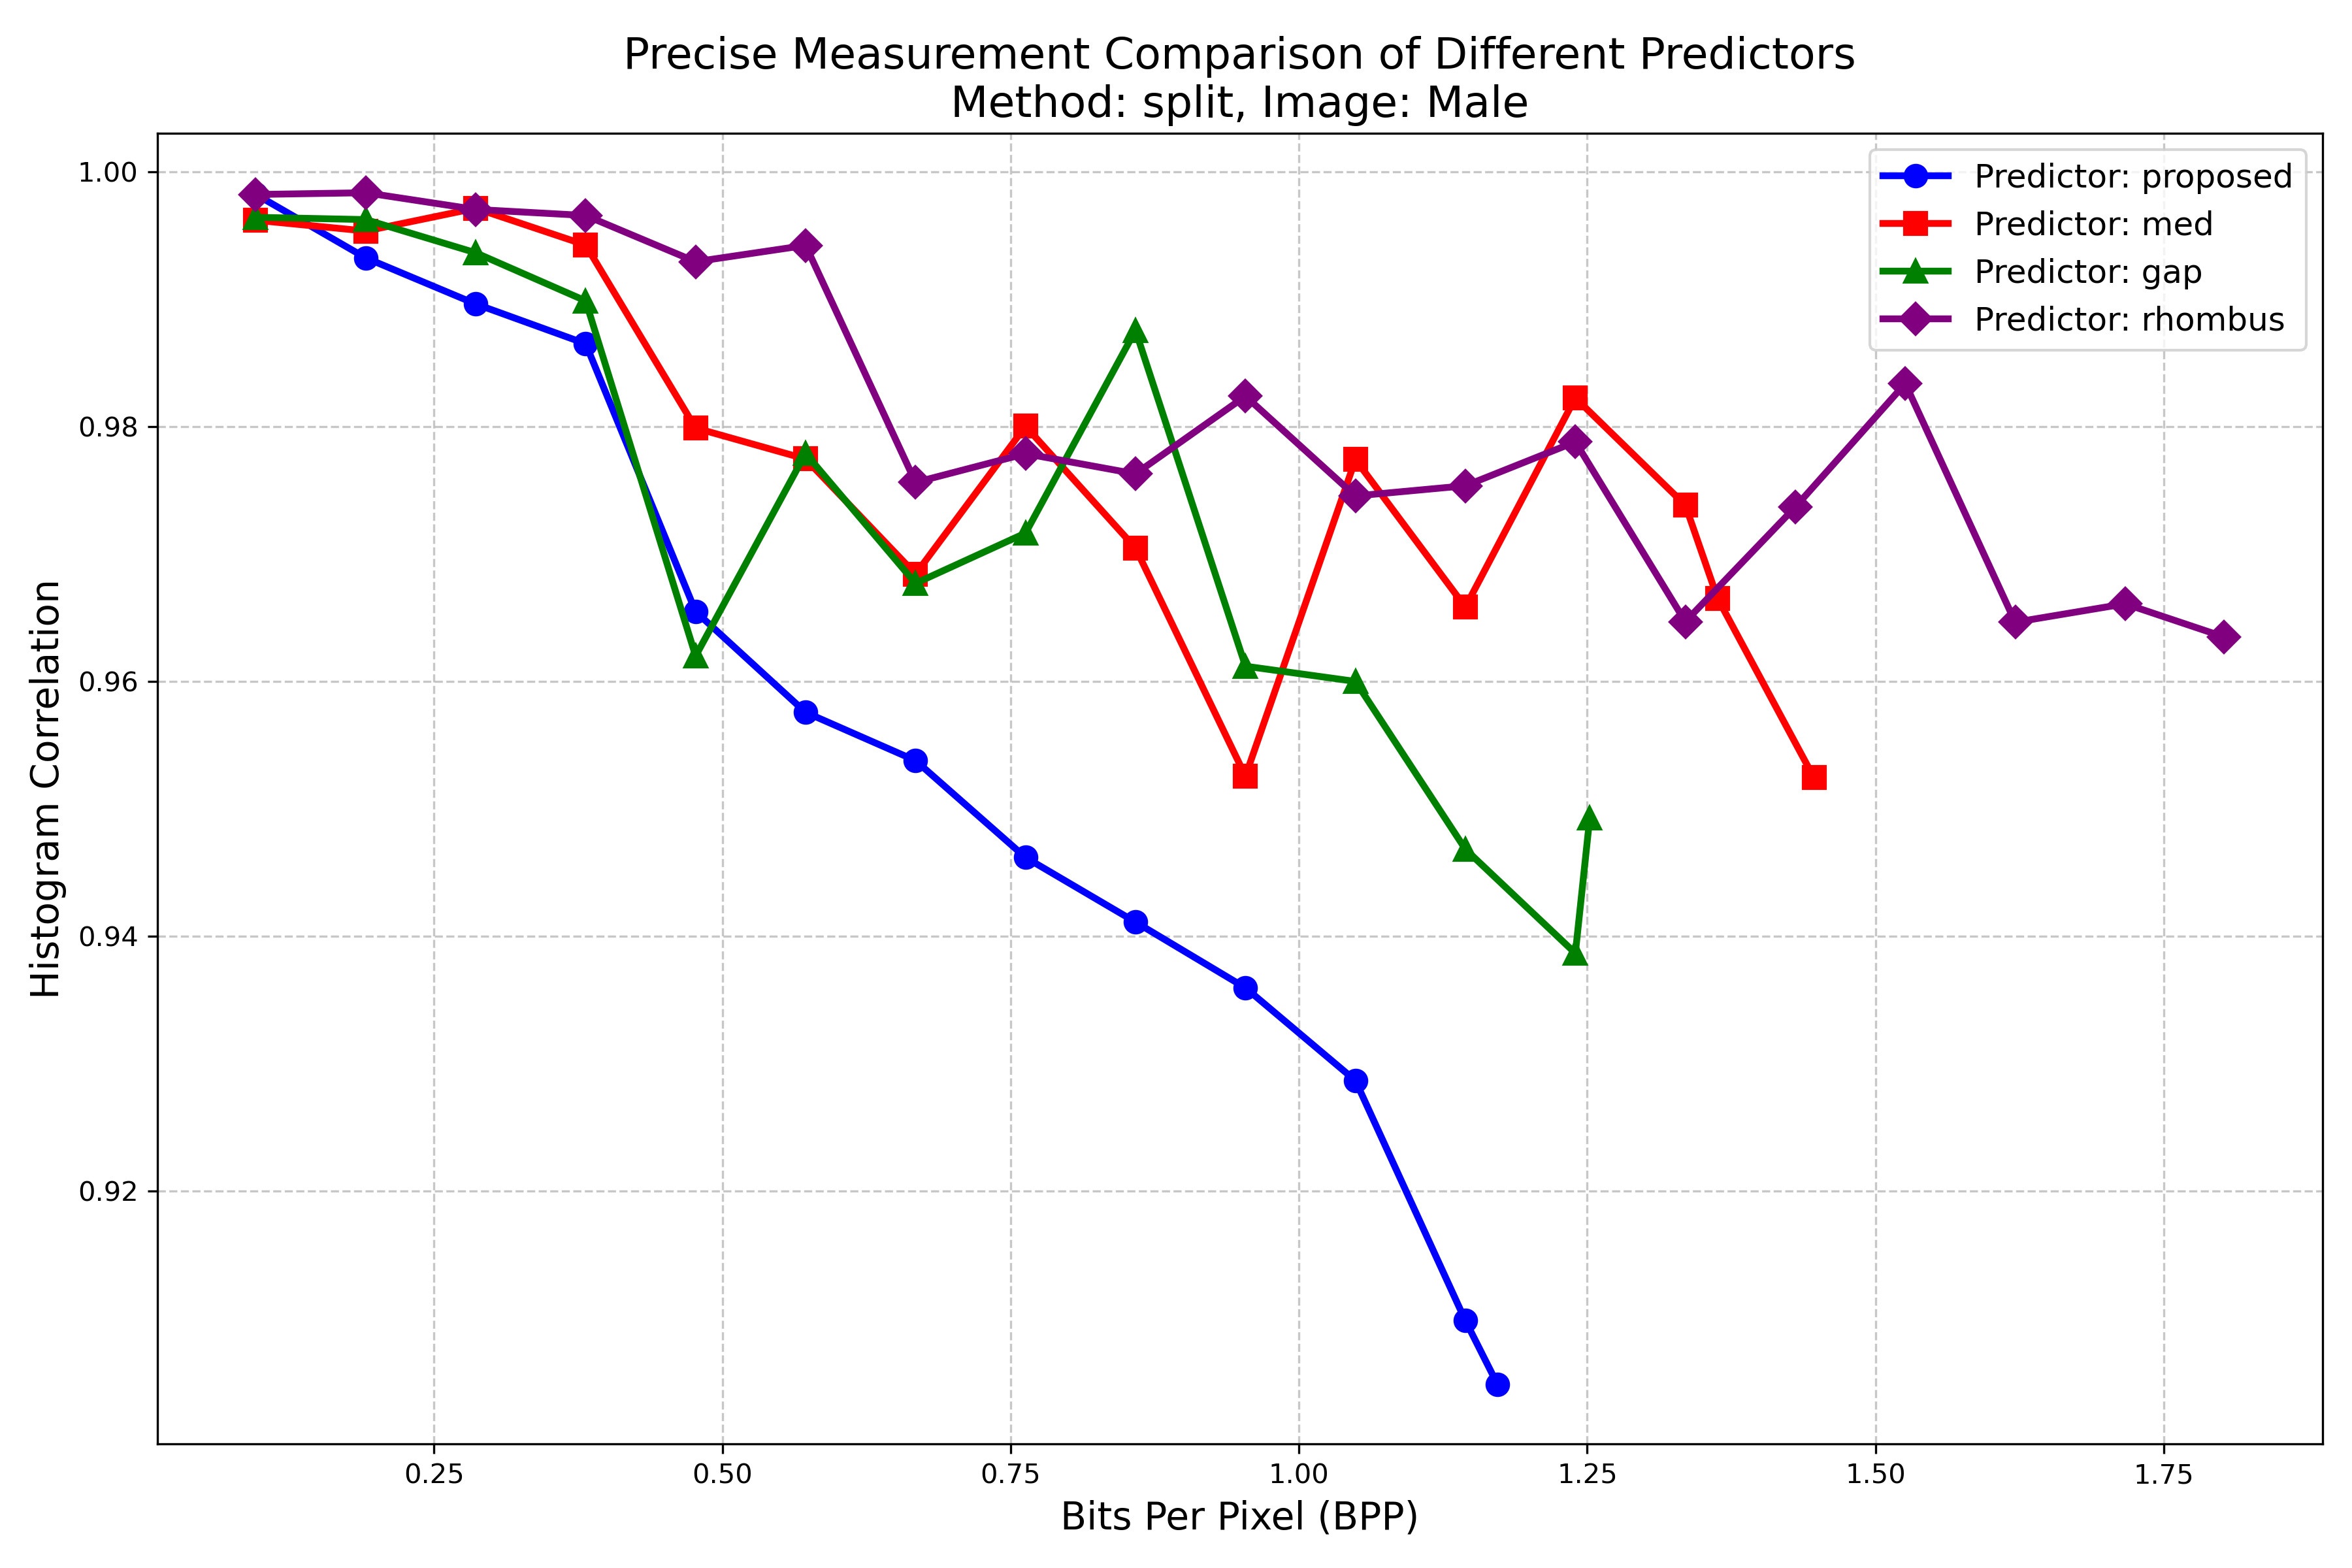 Precise Measurement Comparison of Different Predictors
Method: split, Image: Male
Predictor: proposed
Predictor: med
Predictor: gap
Predictor: rhombus
Histogram Correlation
1.00
0.98
0.96
0.94
0.92
0.25 0.50 0.75 1.00 1.25 1.50 1.75
Bits Per Pixel (BPP)